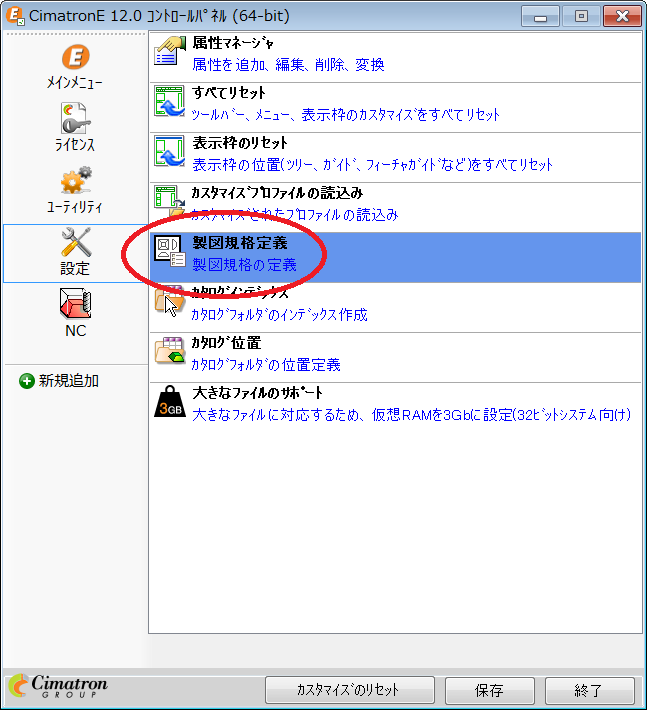 CimatronE 12.0 ｺﾝﾄﾛｰﾙﾊﾟﾈﾙ (64-bit)
ﾒｲﾝﾒﾆｭｰ
ﾗｲｾﾝｽ
ﾕｰﾃｨﾘﾃｨ
設定
NC
新規追加
属性ﾏﾈｰｼﾞｬ
属性を追加、編集、削除、変換
すべてﾘｾｯﾄ
ﾂｰﾙﾊﾞｰ、ﾒﾆｭｰ、表示枠のｶｽﾀﾏｲｽﾞをすべてﾘｾｯﾄ
表示枠のﾘｾｯﾄ
表示枠の位置(ﾂﾘｰ、ｶﾞｲﾄﾞ、ﾌｨｰﾁｬｶﾞｲﾄﾞなど)をすべてﾘｾｯﾄ
ｶｽﾀﾏｲｽﾞﾌﾟﾛﾌｧｲﾙの読込み
ｶｽﾀﾏｲｽﾞされたﾌﾟﾛﾌｧｲﾙの読込み
製図規格定義
製図規格の定義
ｶﾀﾛｸﾞｲﾝﾃﾞｯｸｽ
ｶﾀﾛｸﾞﾌｫﾙﾀﾞのｲﾝﾃﾞｯｸｽ作成
ｶﾀﾛｸﾞ位置
ｶﾀﾛｸﾞﾌｫﾙﾀﾞの位置定義
3GB
大きなﾌｧｲﾙのｻﾎﾟｰﾄ
大きなﾌｧｲﾙに対応するため、仮想RAMを3Gbに設定(32ﾋﾞｯﾄｼｽﾃﾑ向け)
Cimatron
GROUP
ｶｽﾀﾏｲｽﾞのﾘｾｯﾄ
保存
終了